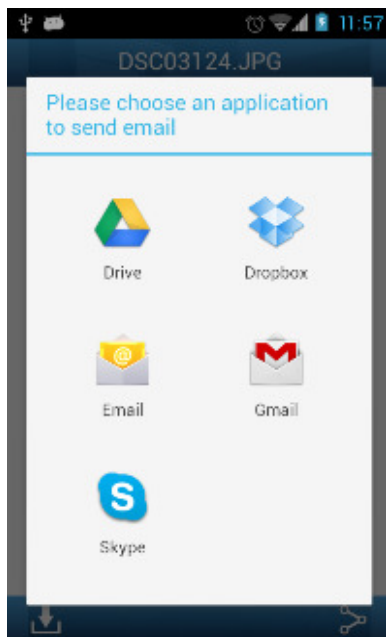 11:57
DSC03124.JPG
Please choose an application
to send email
Drive
Dropbox
Email
Gmail
Skype